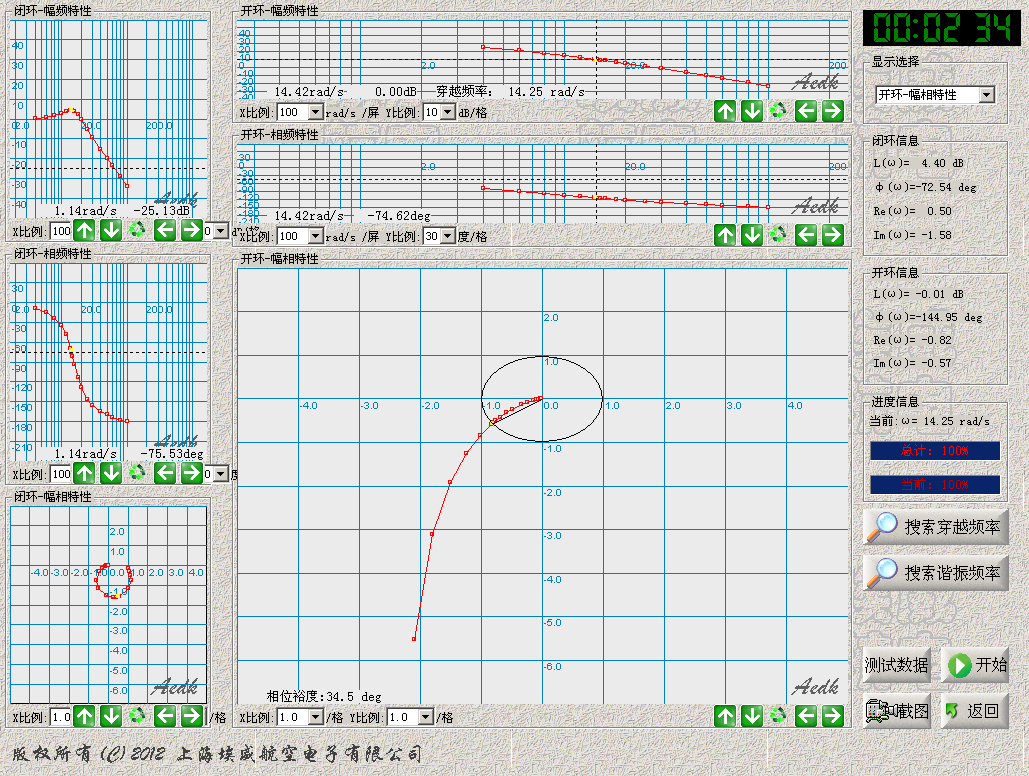 闭环-幅频特性
40
30
20
10
0
2.0
20.0
200.0
-10
-20
-30
-40
Aedk
1.14rad/s -25.13dB
X比例: 100
闭环-相频特性
30
0
2.0
20.0
200.0
-30
-60
-90
-120
-150
-180
-210
Aedk
1.14rad/s -75.53deg
X比例: 100
闭环-幅相特性
2.0
1.0
-4.0 -3.0 -2.0 -1.0 0.0 1.0 2.0 3.0 4.0
-1.0
-2.0
-3.0
-4.0
-5.0
-6.0
Aedk
X比例: 1.0 /格
开环-幅频特性
40
30
20
10
0
2.0
20.0
200
-10
-20
-30
Aedk
14.42rad/s 0.00dB 穿越频率: 14.25 rad/s
X比例: 100 rad/s /屏 Y比例: 10 dB/格
开环-相频特性
30
0
2.0
20.0
200
-30
-60
-90
-120
-150
-180
-210
Aedk
14.42rad/s -74.62deg
X比例: 100 rad/s /屏 Y比例: 30 度/格
开环-幅相特性
2.0
1.0
-4.0 -3.0 -2.0 -1.0 0.0 1.0 2.0 3.0 4.0
-1.0
-2.0
-3.0
-4.0
-5.0
-6.0
相位裕度:34.5 deg
Aedk
X比例: 1.0 /格 Y比例: 1.0 /格
00:02 34
显示选择
开环-幅相特性
闭环信息
L(ω)= 4.40 dB
φ(ω)=-72.54 deg
Re(ω)= 0.50
Im(ω)= -1.58
开环信息
L(ω)= -0.01 dB
φ(ω)=-144.95 deg
Re(ω)= -0.82
Im(ω)= -0.57
进度信息
当前:ω= 14.25 rad/s
总计: 100%
当前: 100%
搜索穿越频率
搜索谐振频率
测试数据
开始
截图
返回
版权所有 (C) 2012 上海埃威航空电子有限公司